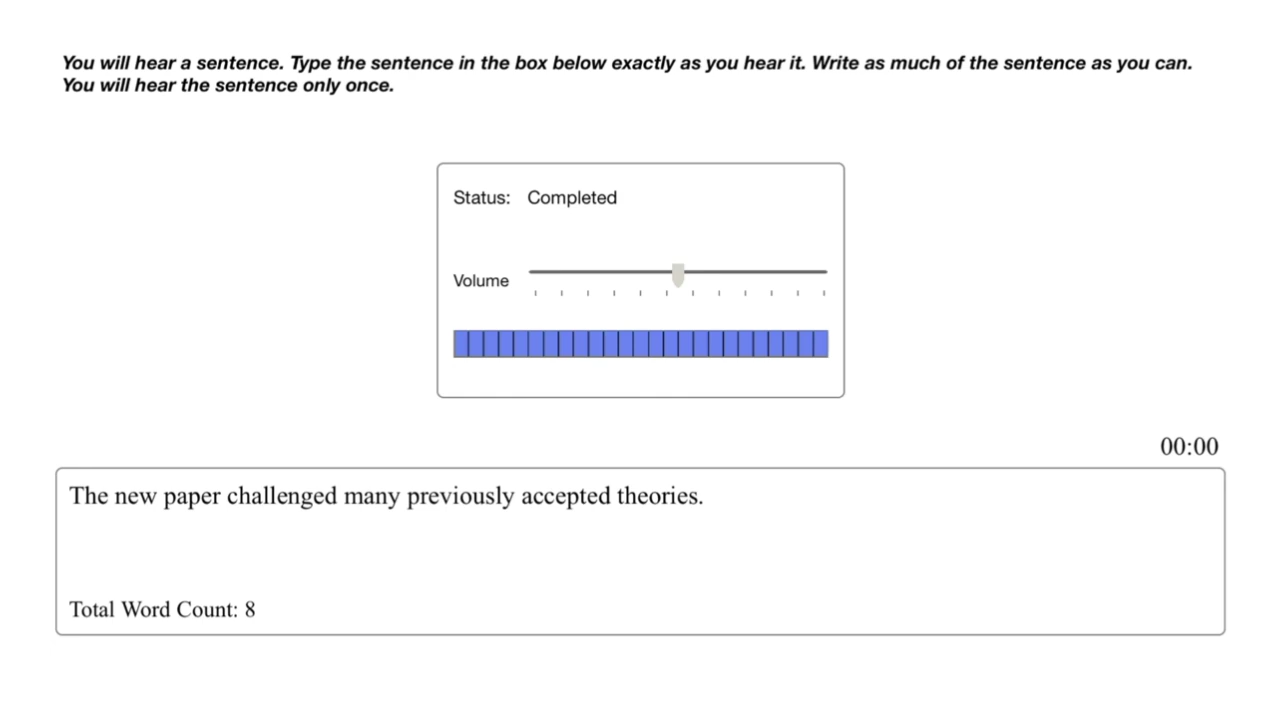 You will hear a sentence. Type the sentence in the box below exactly as you hear it. Write as much of the sentence as you can.
You will hear the sentence only once.
Status: Completed
Volume
00:00
The new paper challenged many previously accepted theories.
Total Word Count: 8